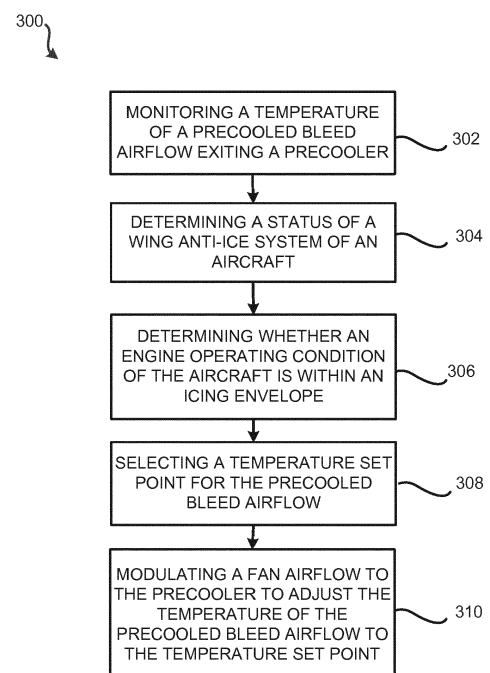 300
MONITORING A TEMPERATURE
OF A PRECOOLED BLEED
AIRFLOW EXITING A PRECOOLER
302
DETERMINING A STATUS OF A
WING ANTI-ICE SYSTEM OF AN
AIRCRAFT
304
DETERMINING WHETHER AN
ENGINE OPERATING CONDITION
OF THE AIRCRAFT IS WITHIN AN
ICING ENVELOPE
306
SELECTING A TEMPERATURE SET
POINT FOR THE PRECOOLED
BLEED AIRFLOW
308
MODULATING A FAN AIRFLOW TO
THE PRECOOLER TO ADJUST THE
TEMPERATURE OF THE
PRECOOLED BLEED AIRFLOW TO
THE TEMPERATURE SET POINT
310